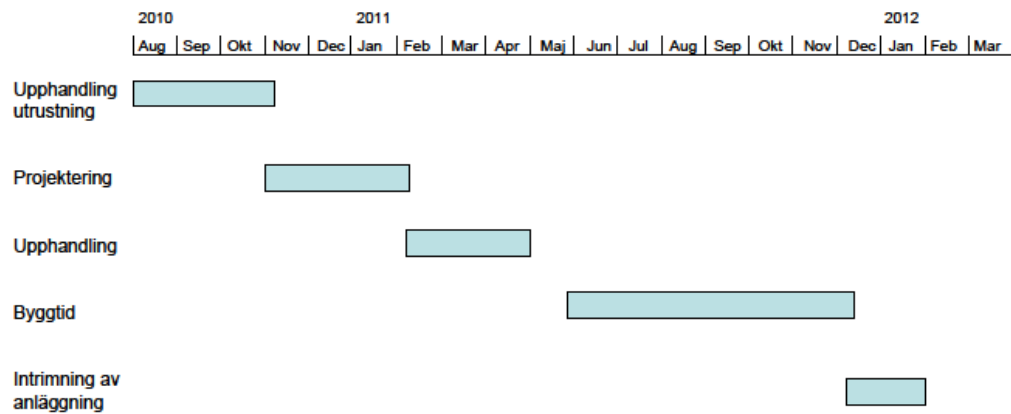 2010 2011 2012
Aug Sep Okt Nov Dec Jan Feb Mar Apr Maj Jun Jul Aug Sep Okt Nov Dec Jan Feb Mar
Upphandling
utrustning
Projektering
Upphandling
Byggtid
Intrimning av
anläggning